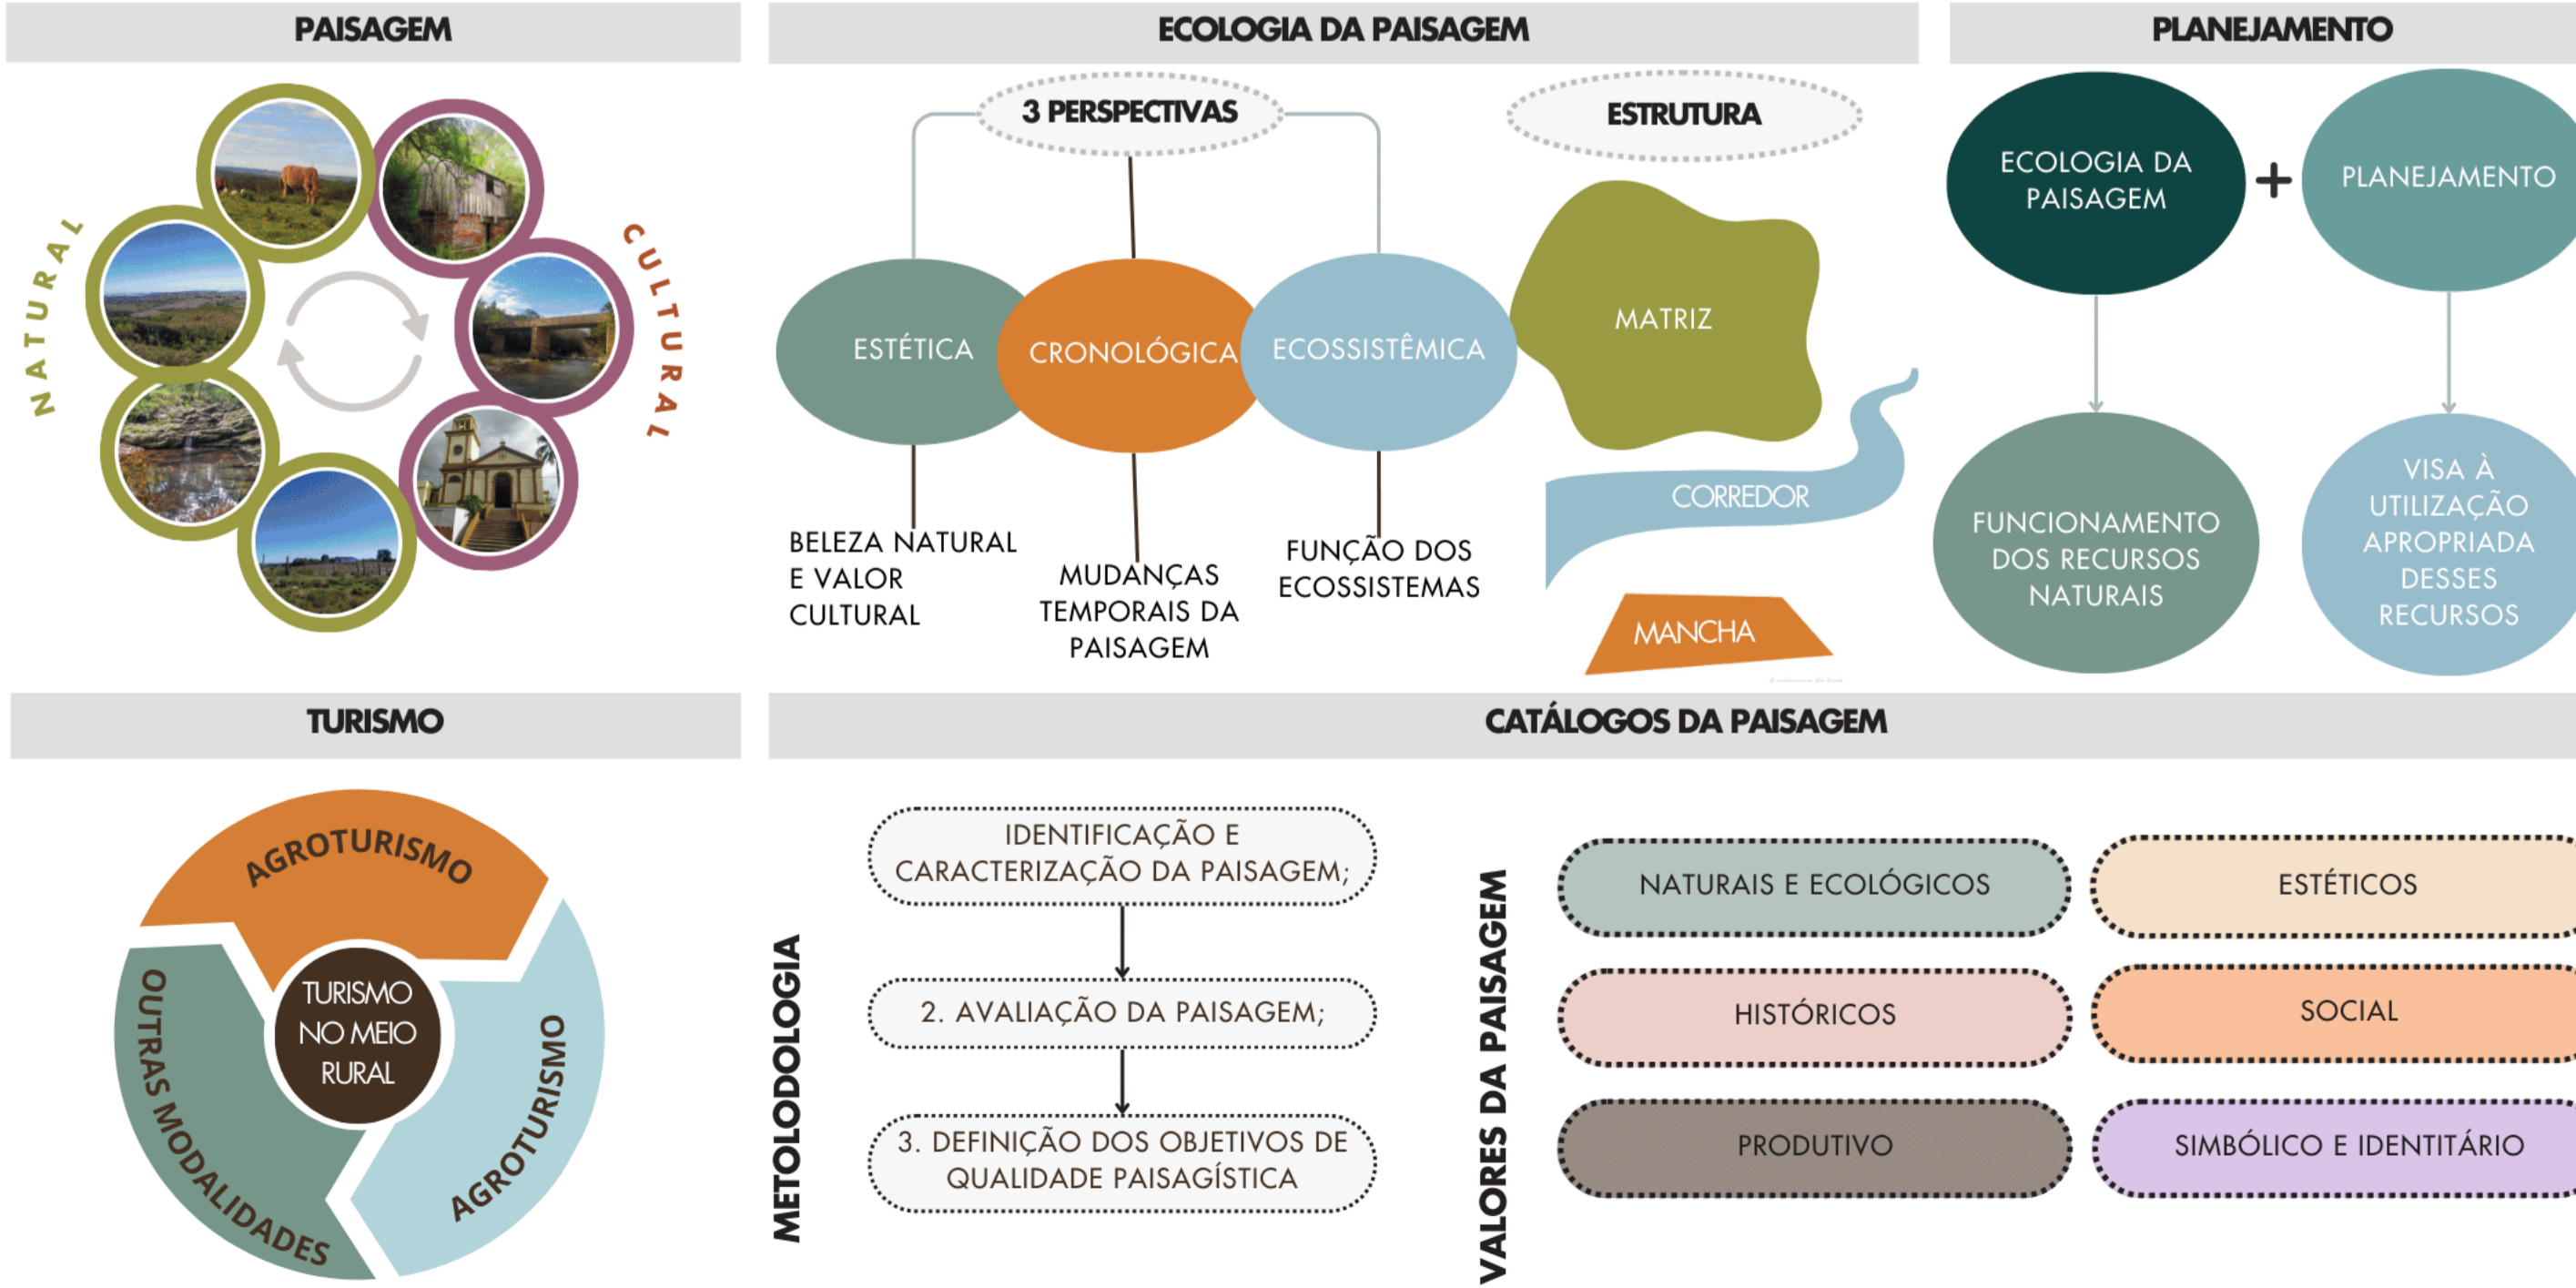 PAISAGEM
NATURAL
CULTURAL
ECOLOGIA DA PAISAGEM
3 PERSPECTIVAS
ESTÉTICA
CRONOLÓGICA
ECOSSISTÊMICA
BELEZA NATURAL
E VALOR
CULTURAL
MUDANÇAS
TEMPORAIS DA
PAISAGEM
FUNÇÃO DOS
ECOSSISTEMAS
ESTRUTURA
MATRIZ
CORREDOR
MANCHA
PLANEJAMENTO
ECOLOGIA DA
PAISAGEM
+
PLANEJAMENTO
FUNCIONAMENTO
DOS RECURSOS
NATURAIS
VISA À
UTILIZAÇÃO
APROPRIADA
DESSES
RECURSOS
TURISMO
AGROTURISMO
AGROTURISMO
OUTRAS MODALIDADES
TURISMO
NO MEIO
RURAL
CATÁLOGOS DA PAISAGEM
METOLODOLOGIA
IDENTIFICAÇÃO E
CARACTERIZAÇÃO DA PAISAGEM;
2. AVALIAÇÃO DA PAISAGEM;
3. DEFINIÇÃO DOS OBJETIVOS DE
QUALIDADE PAISAGÍSTICA
VALORES DA PAISAGEM
NATURAIS E ECOLÓGICOS
ESTÉTICOS
HISTÓRICOS
SOCIAL
PRODUTIVO
SIMBÓLICO E IDENTITÁRIO